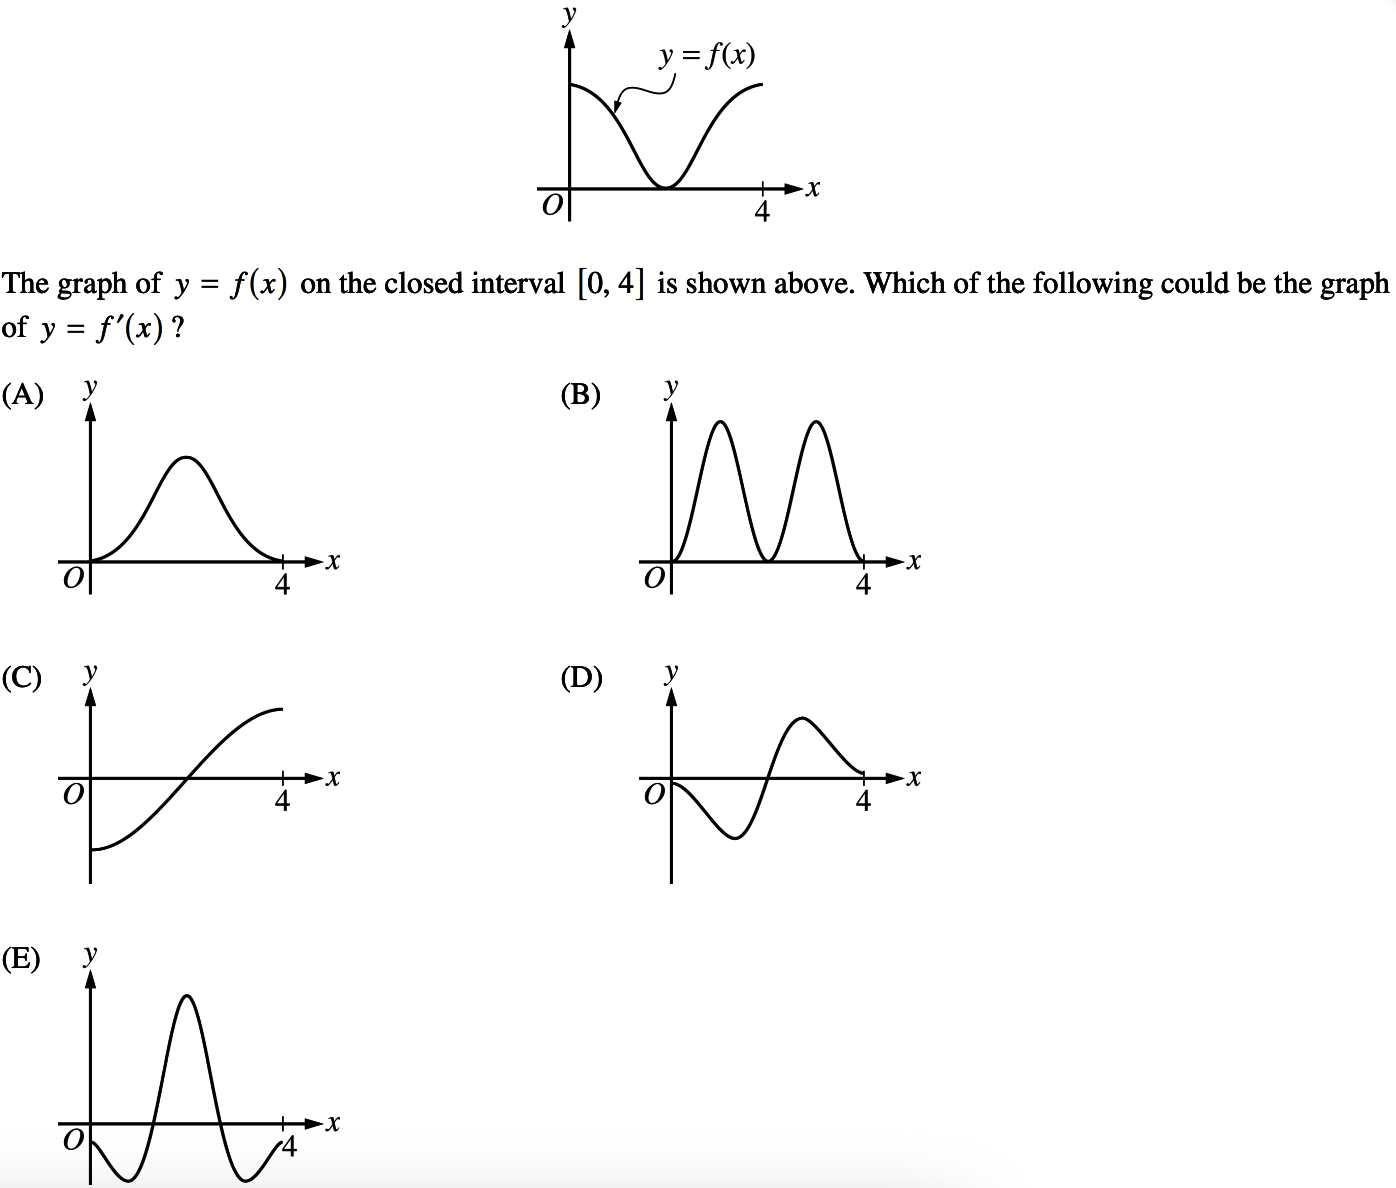 y
y = f(x)
x
O
4
The graph of y = f(x) on the closed interval [0, 4] is shown above. Which of the following could be the graph
of y = f′(x) ?
(A) y
x
O
4
(B) y
x
O
4
(C) y
x
O
4
(D) y
x
O
4
(E) y
x
O
4